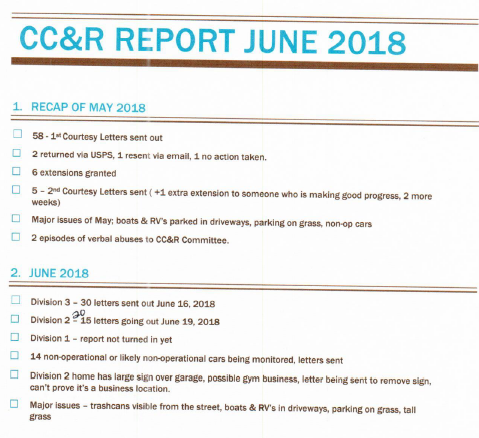 CC&R REPORT JUNE 2018
1. RECAP OF MAY 2018
58 - 1st Courtesy Letters sent out
2 returned via USPS, 1 resent via email, 1 no action taken.
6 extensions granted
5 – 2nd Courtesy Letters sent ( +1 extra extension to someone who is making good progress, 2 more
weeks)
Major issues of May; boats & RV's parked in driveways, parking on grass, non-op cars
2 episodes of verbal abuses to CC&R Committee.
2. JUNE 2018
Division 3 – 30 letters sent out June 16, 2018
20
Division 2 – 15 letters going out June 19, 2018
Division 1 – report not turned in yet
14 non-operational or likely non-operational cars being monitored, letters sent
Division 2 home has large sign over garage, possible gym business, letter being sent to remove sign,
can't prove it's a business location.
Major issues – trashcans visible from the street, boats & RV's in driveways, parking on grass, tall
grass